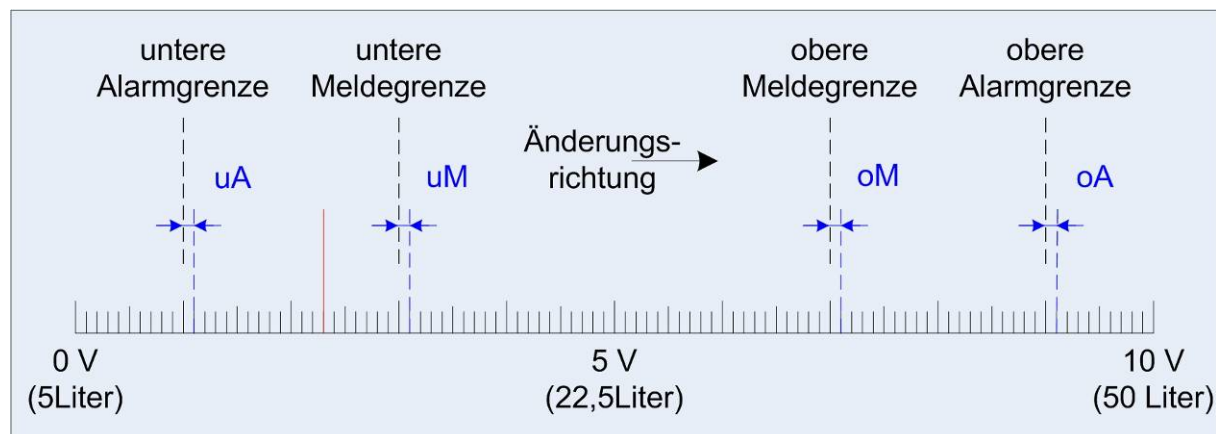 untere
Alarmgrenze
untere
Meldegrenze
obere
Meldegrenze
obere
Alarmgrenze
Änderungs-
richtung
uA
uM
oM
oA
0 V
(5Liter)
5 V
(22,5Liter)
10 V
(50 Liter)